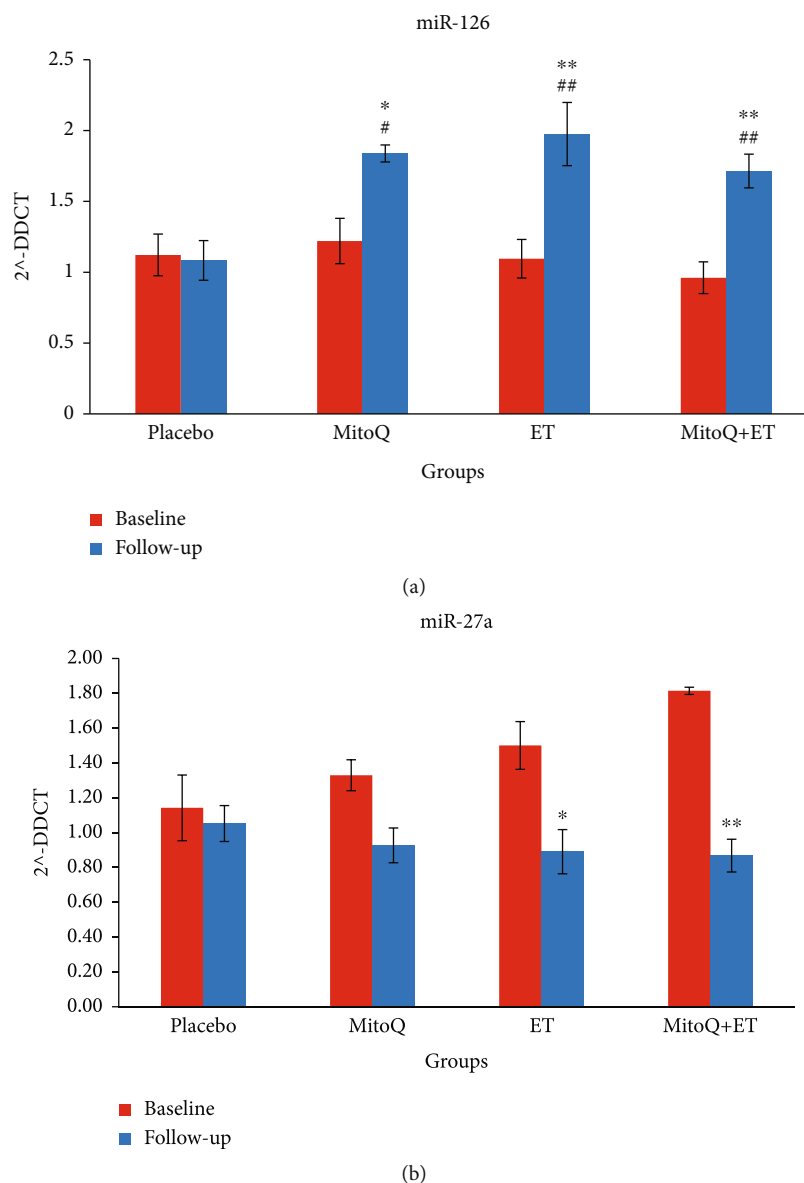 miR-126
2.5
2
1.5
1
0.5
0
2^-DDCT
*
#
**
##
**
##
Placebo
MitoQ
ET
MitoQ+ET
Groups
Baseline
Follow-up
(a)
miR-27a
2.00
1.80
1.60
1.40
1.20
1.00
0.80
0.60
0.40
0.20
0.00
2^-DDCT
*
**
Placebo
MitoQ
ET
MitoQ+ET
Groups
Baseline
Follow-up
(b)